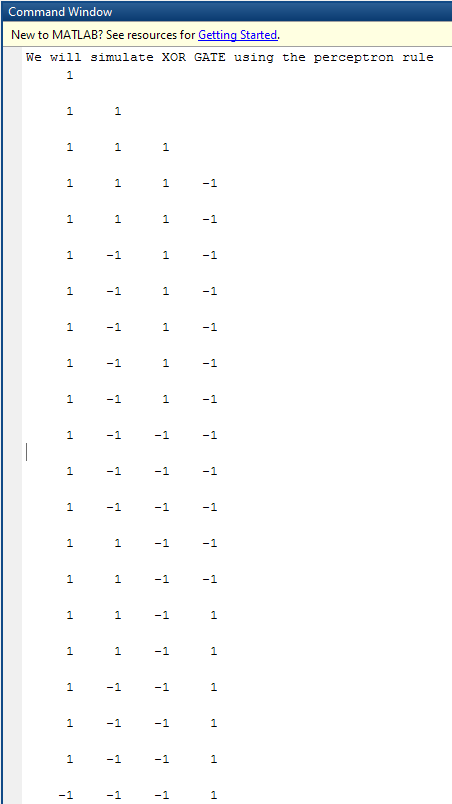 Command Window
New to MATLAB? See resources for Getting Started.
We will simulate XOR GATE using the perceptron rule
1
1 1
1 1 1
1 1 1 -1
1 1 1 -1
1 -1 1 -1
1 -1 1 -1
1 -1 1 -1
1 -1 1 -1
1 -1 1 -1
1 -1 -1 -1
1 -1 -1 -1
1 -1 -1 -1
1 1 -1 -1
1 1 -1 -1
1 1 -1 1
1 1 -1 1
1 -1 -1 1
1 -1 -1 1
1 -1 -1 1
-1 -1 -1 1